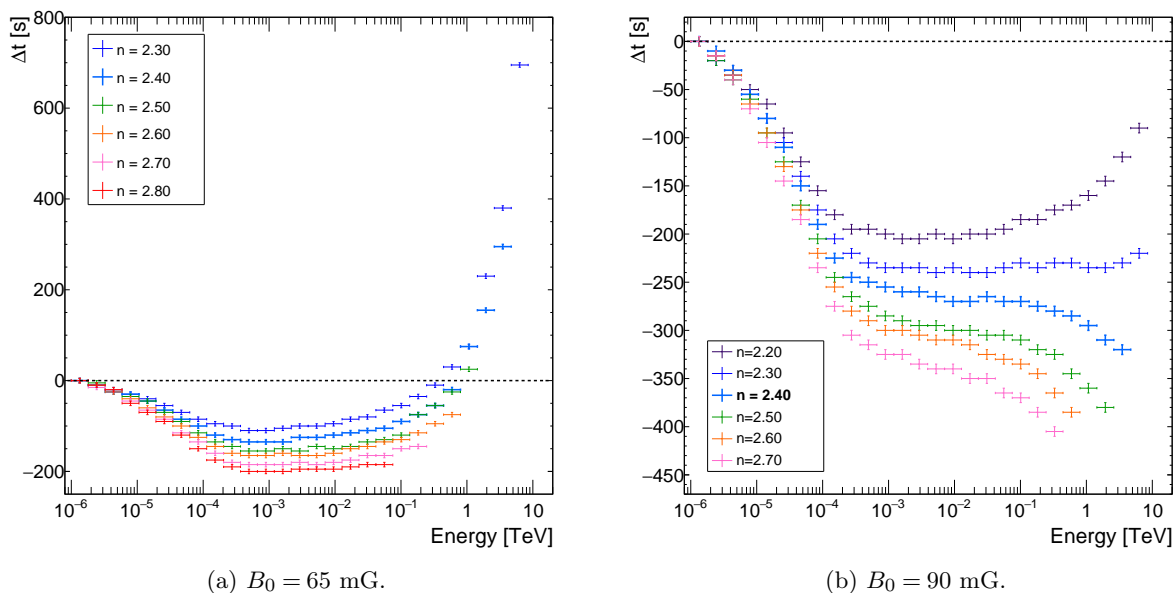 Δt [s]
800
600
400
200
0
−200
n = 2.30
n = 2.40
n = 2.50
n = 2.60
n = 2.70
n = 2.80
10⁻⁶ 10⁻⁵ 10⁻⁴ 10⁻³ 10⁻² 10⁻¹ 1 10
Energy [TeV]
(a) B₀ = 65 mG.
Δt [s]
0
−50
−100
−150
−200
−250
−300
−350
−400
−450
n=2.20
n=2.30
n = 2.40
n=2.50
n=2.60
n=2.70
10⁻⁶ 10⁻⁵ 10⁻⁴ 10⁻³ 10⁻² 10⁻¹ 1 10
Energy [TeV]
(b) B₀ = 90 mG.